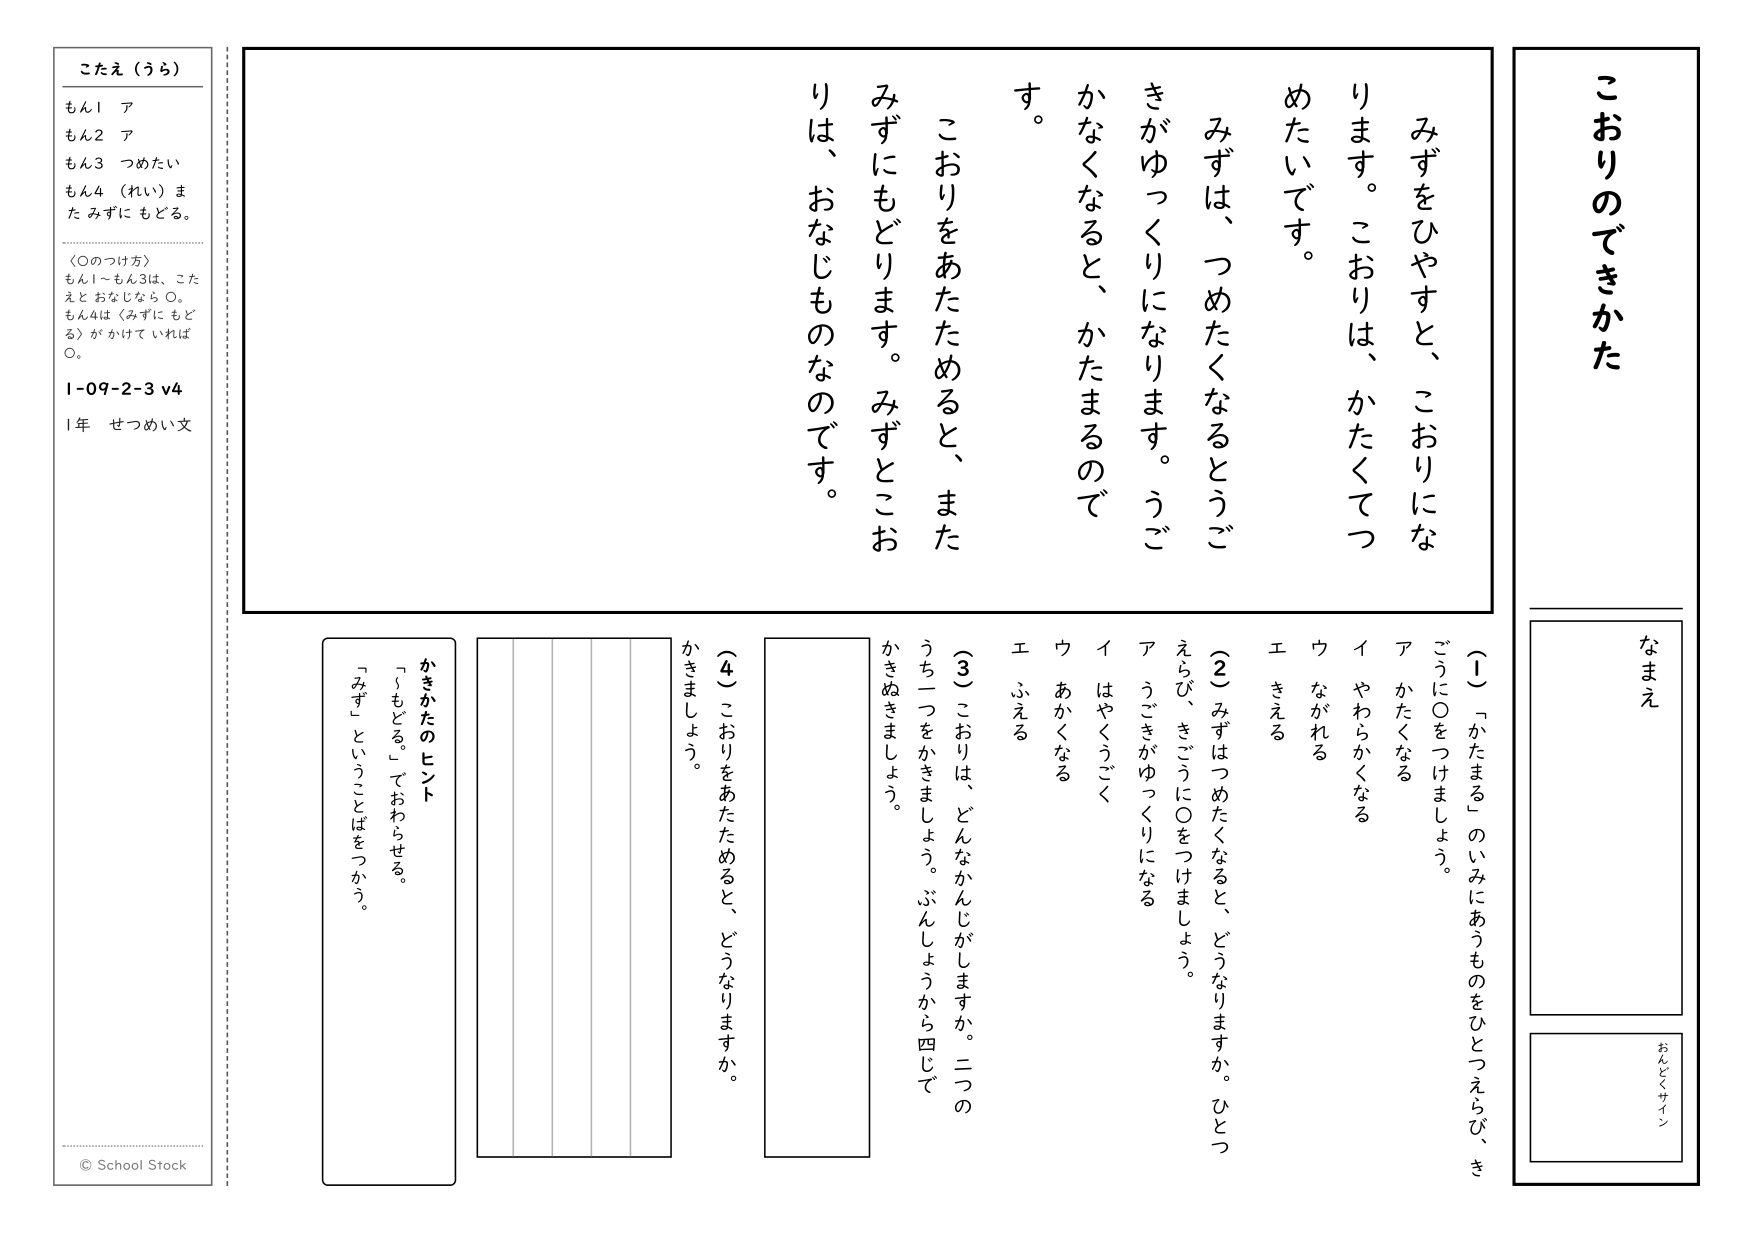 こおりのできかた
なまえ
おんどくサイン
みずをひやすと、こおりにな
ります。こおりは、かたくてつ
めたいです。
みずは、つめたくなるとうご
きがゆっくりになります。うご
かなくなると、かたまるので
す。
こおりをあたためると、また
みずにもどります。みずとこお
りは、おなじものなのです。
(1)「かたまる」のいみにあうものをひとつえらび、き
ごうに○をつけましょう。
ア　かたくなる
イ　やわらかくなる
ウ　ながれる
エ　きえる
(2)みずはつめたくなると、どうなりますか。ひとつ
えらび、きごうに○をつけましょう。
ア　うごきがゆっくりになる
イ　はやくうごく
ウ　あかくなる
エ　ふえる
(3)こおりは、どんなかんじがしますか。二つの
うち一つをかきましょう。ぶんしょうから四じで
かきぬきましょう。
(4)こおりをあたためると、どうなりますか。
かきましょう。
かきかたの ヒント
「〜もどる。」でおわらせる。
「みず」ということばをつかう。
こたえ（うら）
もん1　ア
もん2　ア
もん3　つめたい
もん4　（れい）ま
た みずに もどる。
〈○のつけ方〉
もん1～もん3は、こた
えと おなじなら ○。
もん4は〈みずに もど
る〉が かけて いれば
○。
1-09-2-3 v4
1年　せつめい文
© School Stock